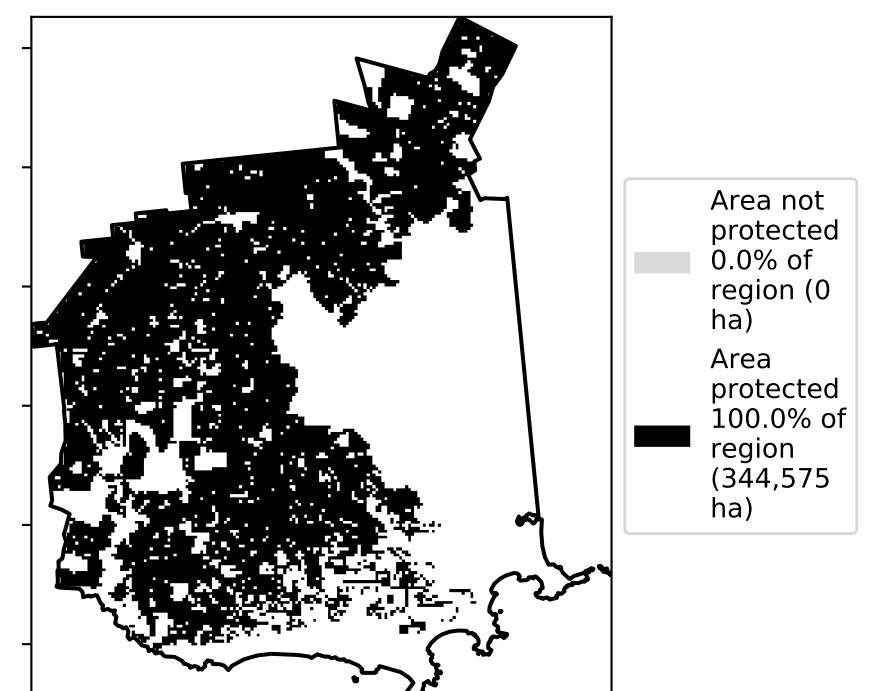 Area not
protected
0.0% of
region (0
ha)
Area
protected
100.0% of
region
(344,575
ha)